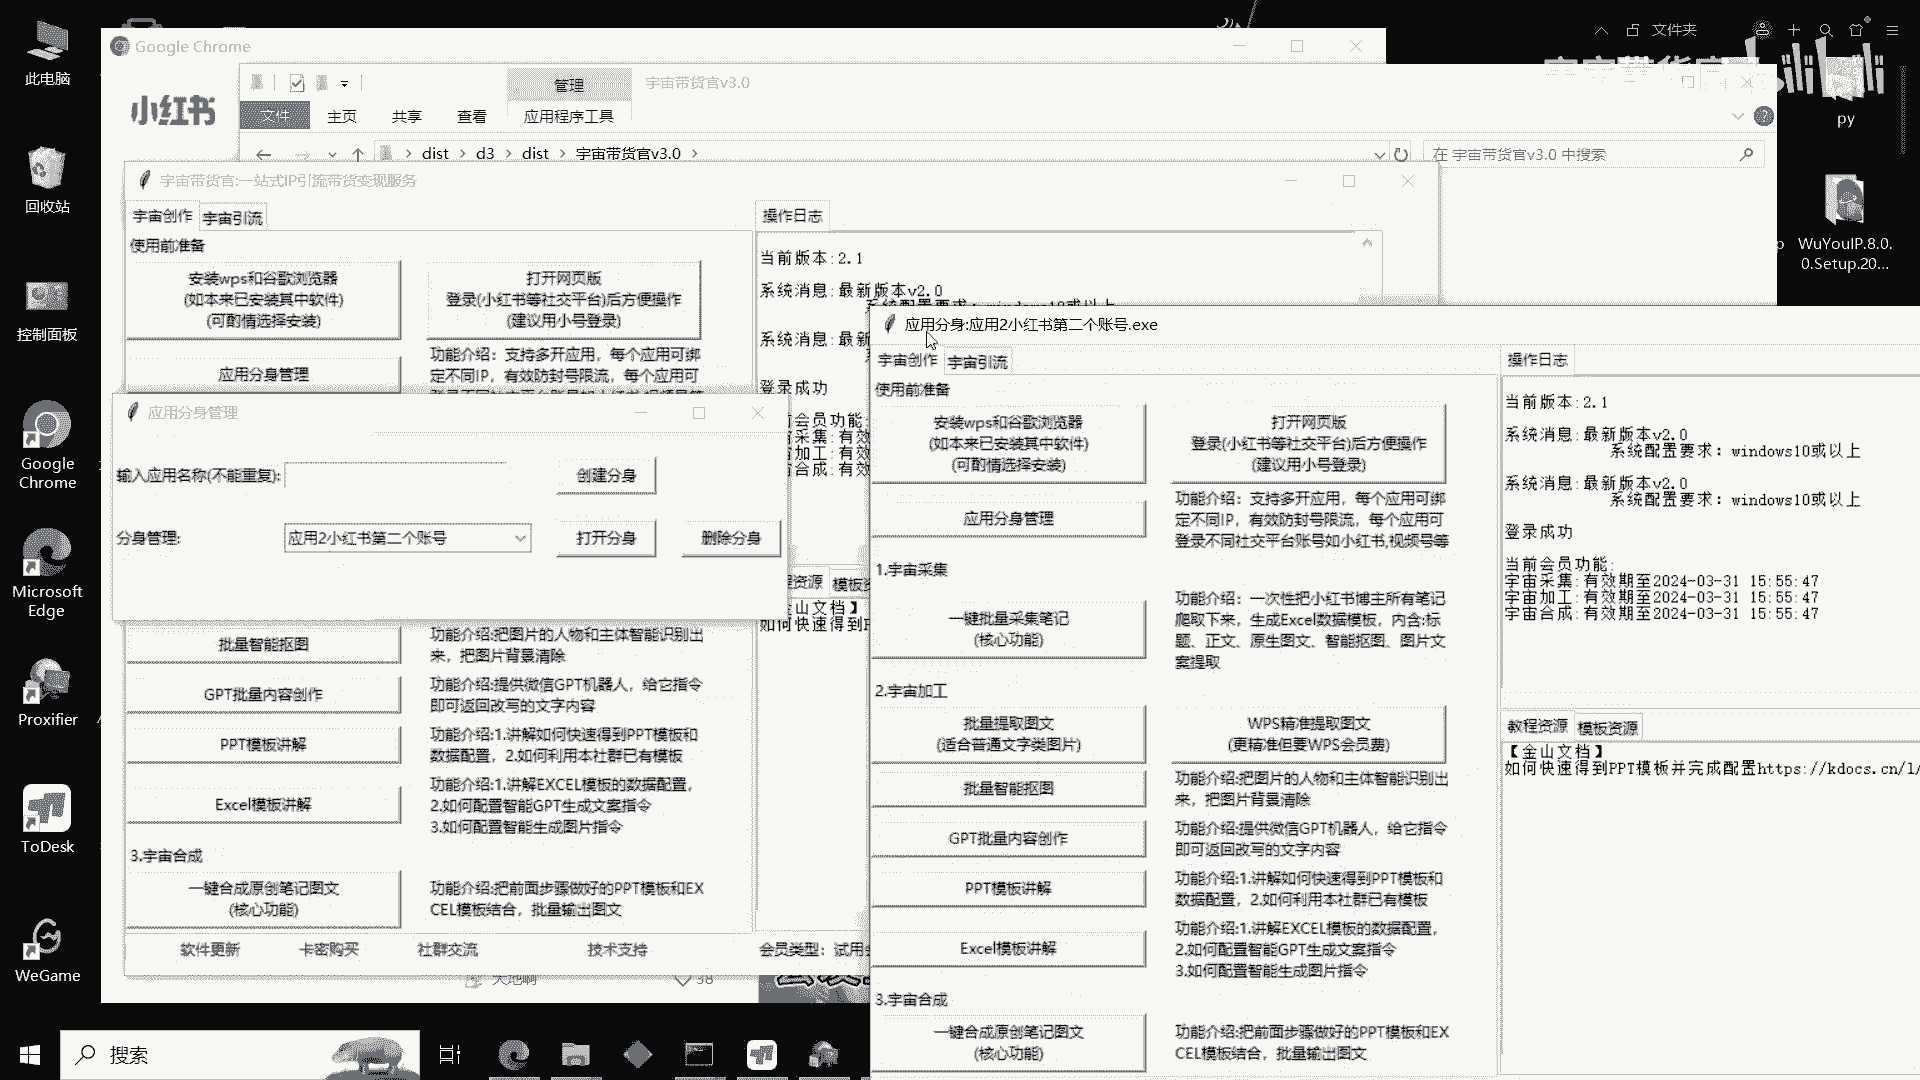 此电脑
回收站
控制面板
Google
Chrome
Microsoft
Edge
Proxifier
ToDesk
WeGame
Google Chrome
小红书
管理
宇宙带货官v3.0
文件
主页
共享
查看
应用程序工具
dist > d3 > dist > 宇宙带货官v3.0 >
在 宇宙带货官v3.0 中搜索
文件夹
bilibili
py
WuYouIP.8.0.
0.Setup.20...
宇宙带货官:一站式IP引流带货变现服务
宇宙创作 宇宙引流
使用前准备
安装wps和谷歌浏览器
(如本来已安装其中软件)
(可酌情选择安装)
打开网页版
登录(小红书等社交平台)后方便操作
(建议用小号登录)
应用分身管理
功能介绍：支持多开应用，每个应用可绑
定不同IP，有效防封号限流，每个应用可
操作日志
当前版本:2.1
系统消息:最新版本v2.0
系统配置要求：windows10或以上
系统消息:最新
登录成功
会员功能:
采集:有效
加工:有效
合成:有效
应用分身管理
输入应用名称(不能重复):
创建分身
分身管理:
应用2小红书第二个账号
打开分身
删除分身
程资源 模板资
金山文档】
如何快速得到
批量智能抠图
功能介绍:把图片的人物和主体智能识别出
来，把图片背景清除
GPT批量内容创作
功能介绍:提供微信GPT机器人，给它指令
即可返回改写的文字内容
PPT模板讲解
功能介绍:1.讲解如何快速得到PPT模板和
数据配置，2.如何利用本社群已有模板
Excel模板讲解
功能介绍:1.讲解EXCEL模板的数据配置，
2.如何配置智能GPT生成文案指令
3.如何配置智能生成图片指令
3.宇宙合成
一键合成原创笔记图文
(核心功能)
功能介绍:把前面步骤做好的PPT模板和EX
CEL模板结合，批量输出图文
软件更新
卡密购买
社群交流
技术支持
会员类型：试用
天地啊
38
应用分身:应用2小红书第二个账号.exe
宇宙创作 宇宙引流
使用前准备
安装wps和谷歌浏览器
(如本来已安装其中软件)
(可酌情选择安装)
打开网页版
登录(小红书等社交平台)后方便操作
(建议用小号登录)
应用分身管理
功能介绍：支持多开应用，每个应用可绑
定不同IP，有效防封号限流，每个应用可
登录不同社交平台账号如小红书,视频号等
1.宇宙采集
一键批量采集笔记
(核心功能)
功能介绍：一次性把小红书博主所有笔记
爬取下来，生成Excel数据模板，内含:标
题、正文、原生图文、智能抠图、图片文
案提取
2.宇宙加工
批量提取图文
(适合普通文字类图片)
WPS精准提取图文
(更精准但要WPS会员费)
批量智能抠图
功能介绍:把图片的人物和主体智能识别出
来，把图片背景清除
GPT批量内容创作
功能介绍:提供微信GPT机器人，给它指令
即可返回改写的文字内容
PPT模板讲解
功能介绍:1.讲解如何快速得到PPT模板和
数据配置，2.如何利用本社群已有模板
Excel模板讲解
功能介绍:1.讲解EXCEL模板的数据配置，
2.如何配置智能GPT生成文案指令
3.如何配置智能生成图片指令
3.宇宙合成
一键合成原创笔记图文
(核心功能)
功能介绍:把前面步骤做好的PPT模板和EX
CEL模板结合，批量输出图文
操作日志
当前版本:2.1
系统消息:最新版本v2.0
系统配置要求：windows10或以上
系统消息:最新版本v2.0
系统配置要求：windows10或以上
登录成功
当前会员功能:
宇宙采集:有效期至2024-03-31 15:55:47
宇宙加工:有效期至2024-03-31 15:55:47
宇宙合成:有效期至2024-03-31 15:55:47
教程资源 模板资源
【金山文档】
如何快速得到PPT模板并完成配置https://kdocs.cn/l/
搜索